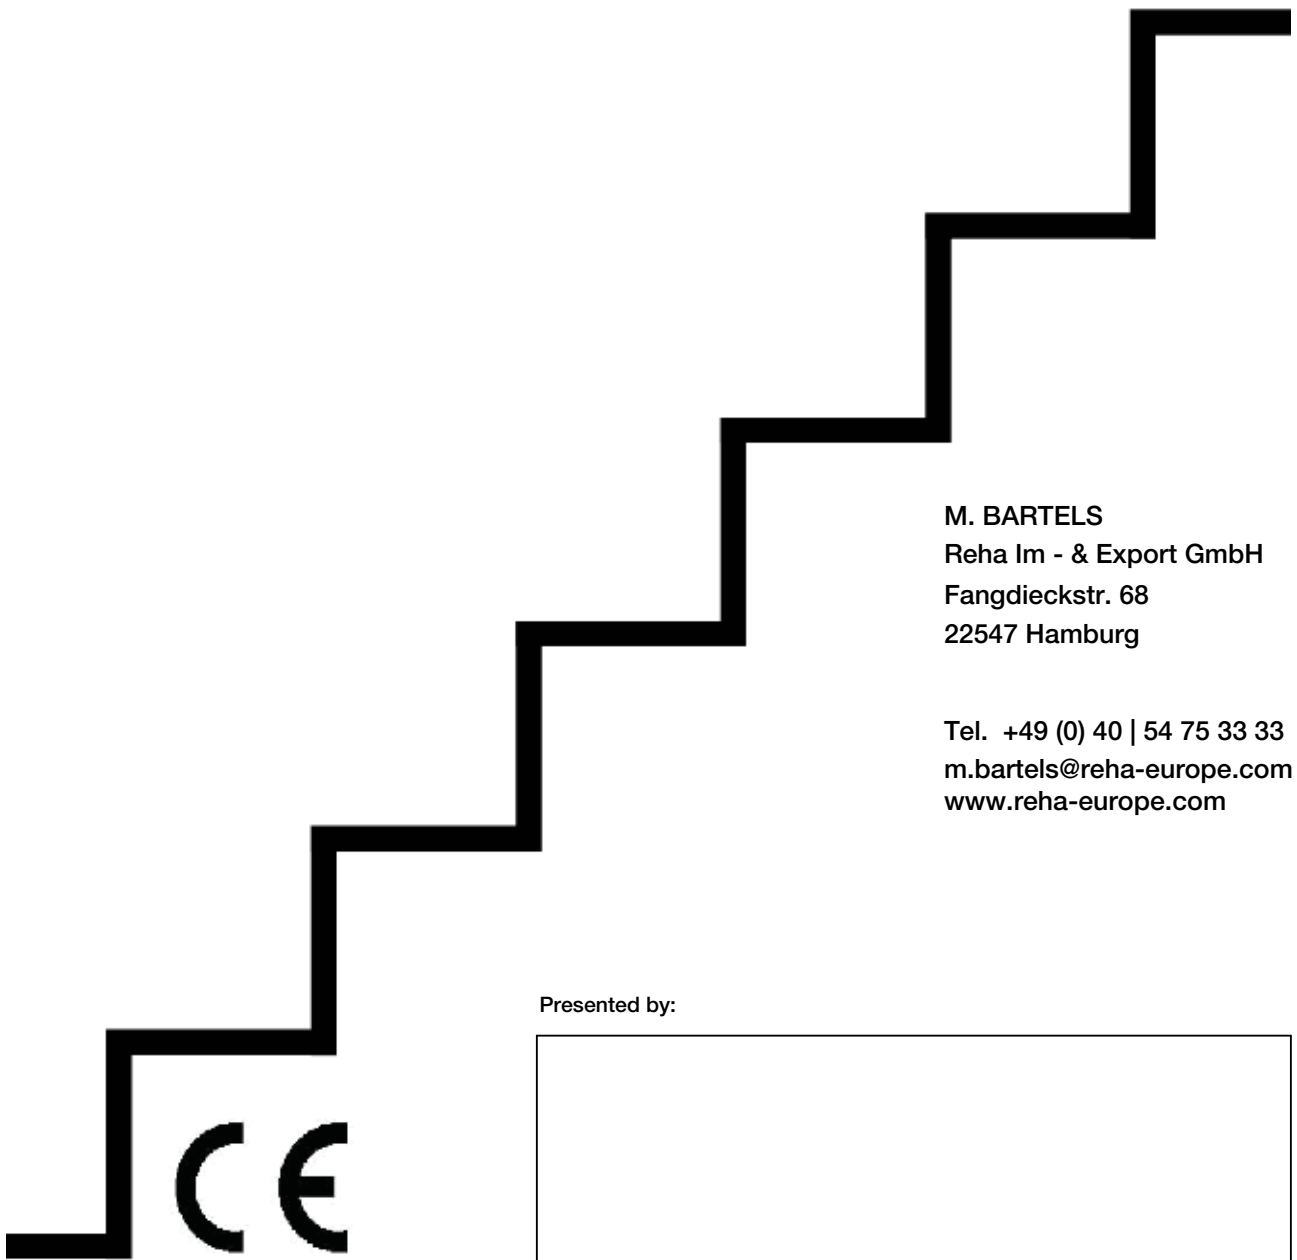 M. BARTELS
Reha Im - & Export GmbH
Fangdieckstr. 68
22547 Hamburg
Tel. +49 (0) 40 | 54 75 33 33
m.bartels@reha-europe.com
www.reha-europe.com
Presented by:
CE